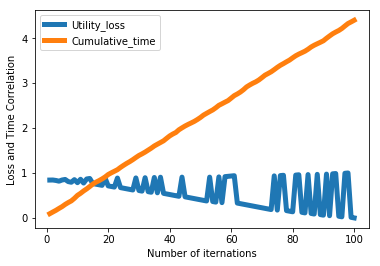 Utility_loss
Cumulative_time
Loss and Time Correlation
4
3
2
1
0
0
20
40
60
80
100
Number of iternations